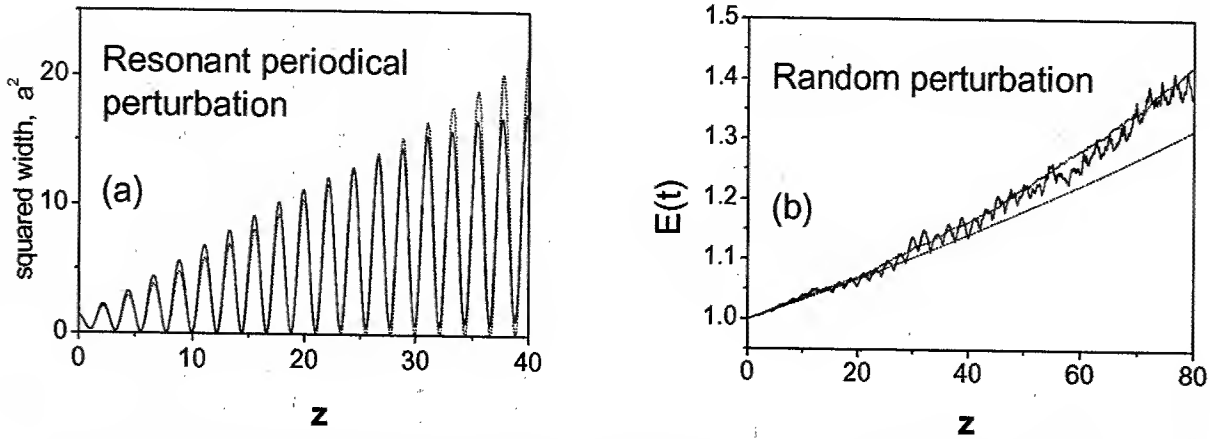 Resonant periodical
perturbation
(a)
squared width, a²
20
10
0
0
10
20
30
40
z
Random perturbation
(b)
E(t)
1.5
1.4
1.3
1.2
1.1
1.0
0
20
40
60
80
z